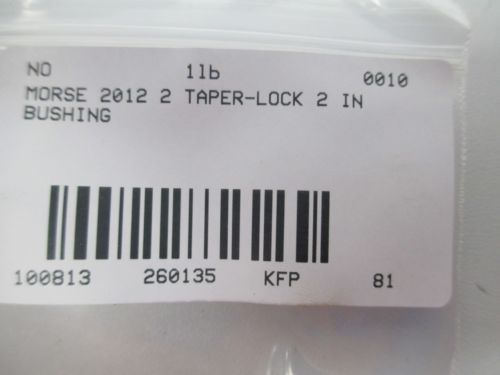 NO 1lb 0010
MORSE 2012 2 TAPER-LOCK 2 IN
BUSHING
100813 260135 KFP 81